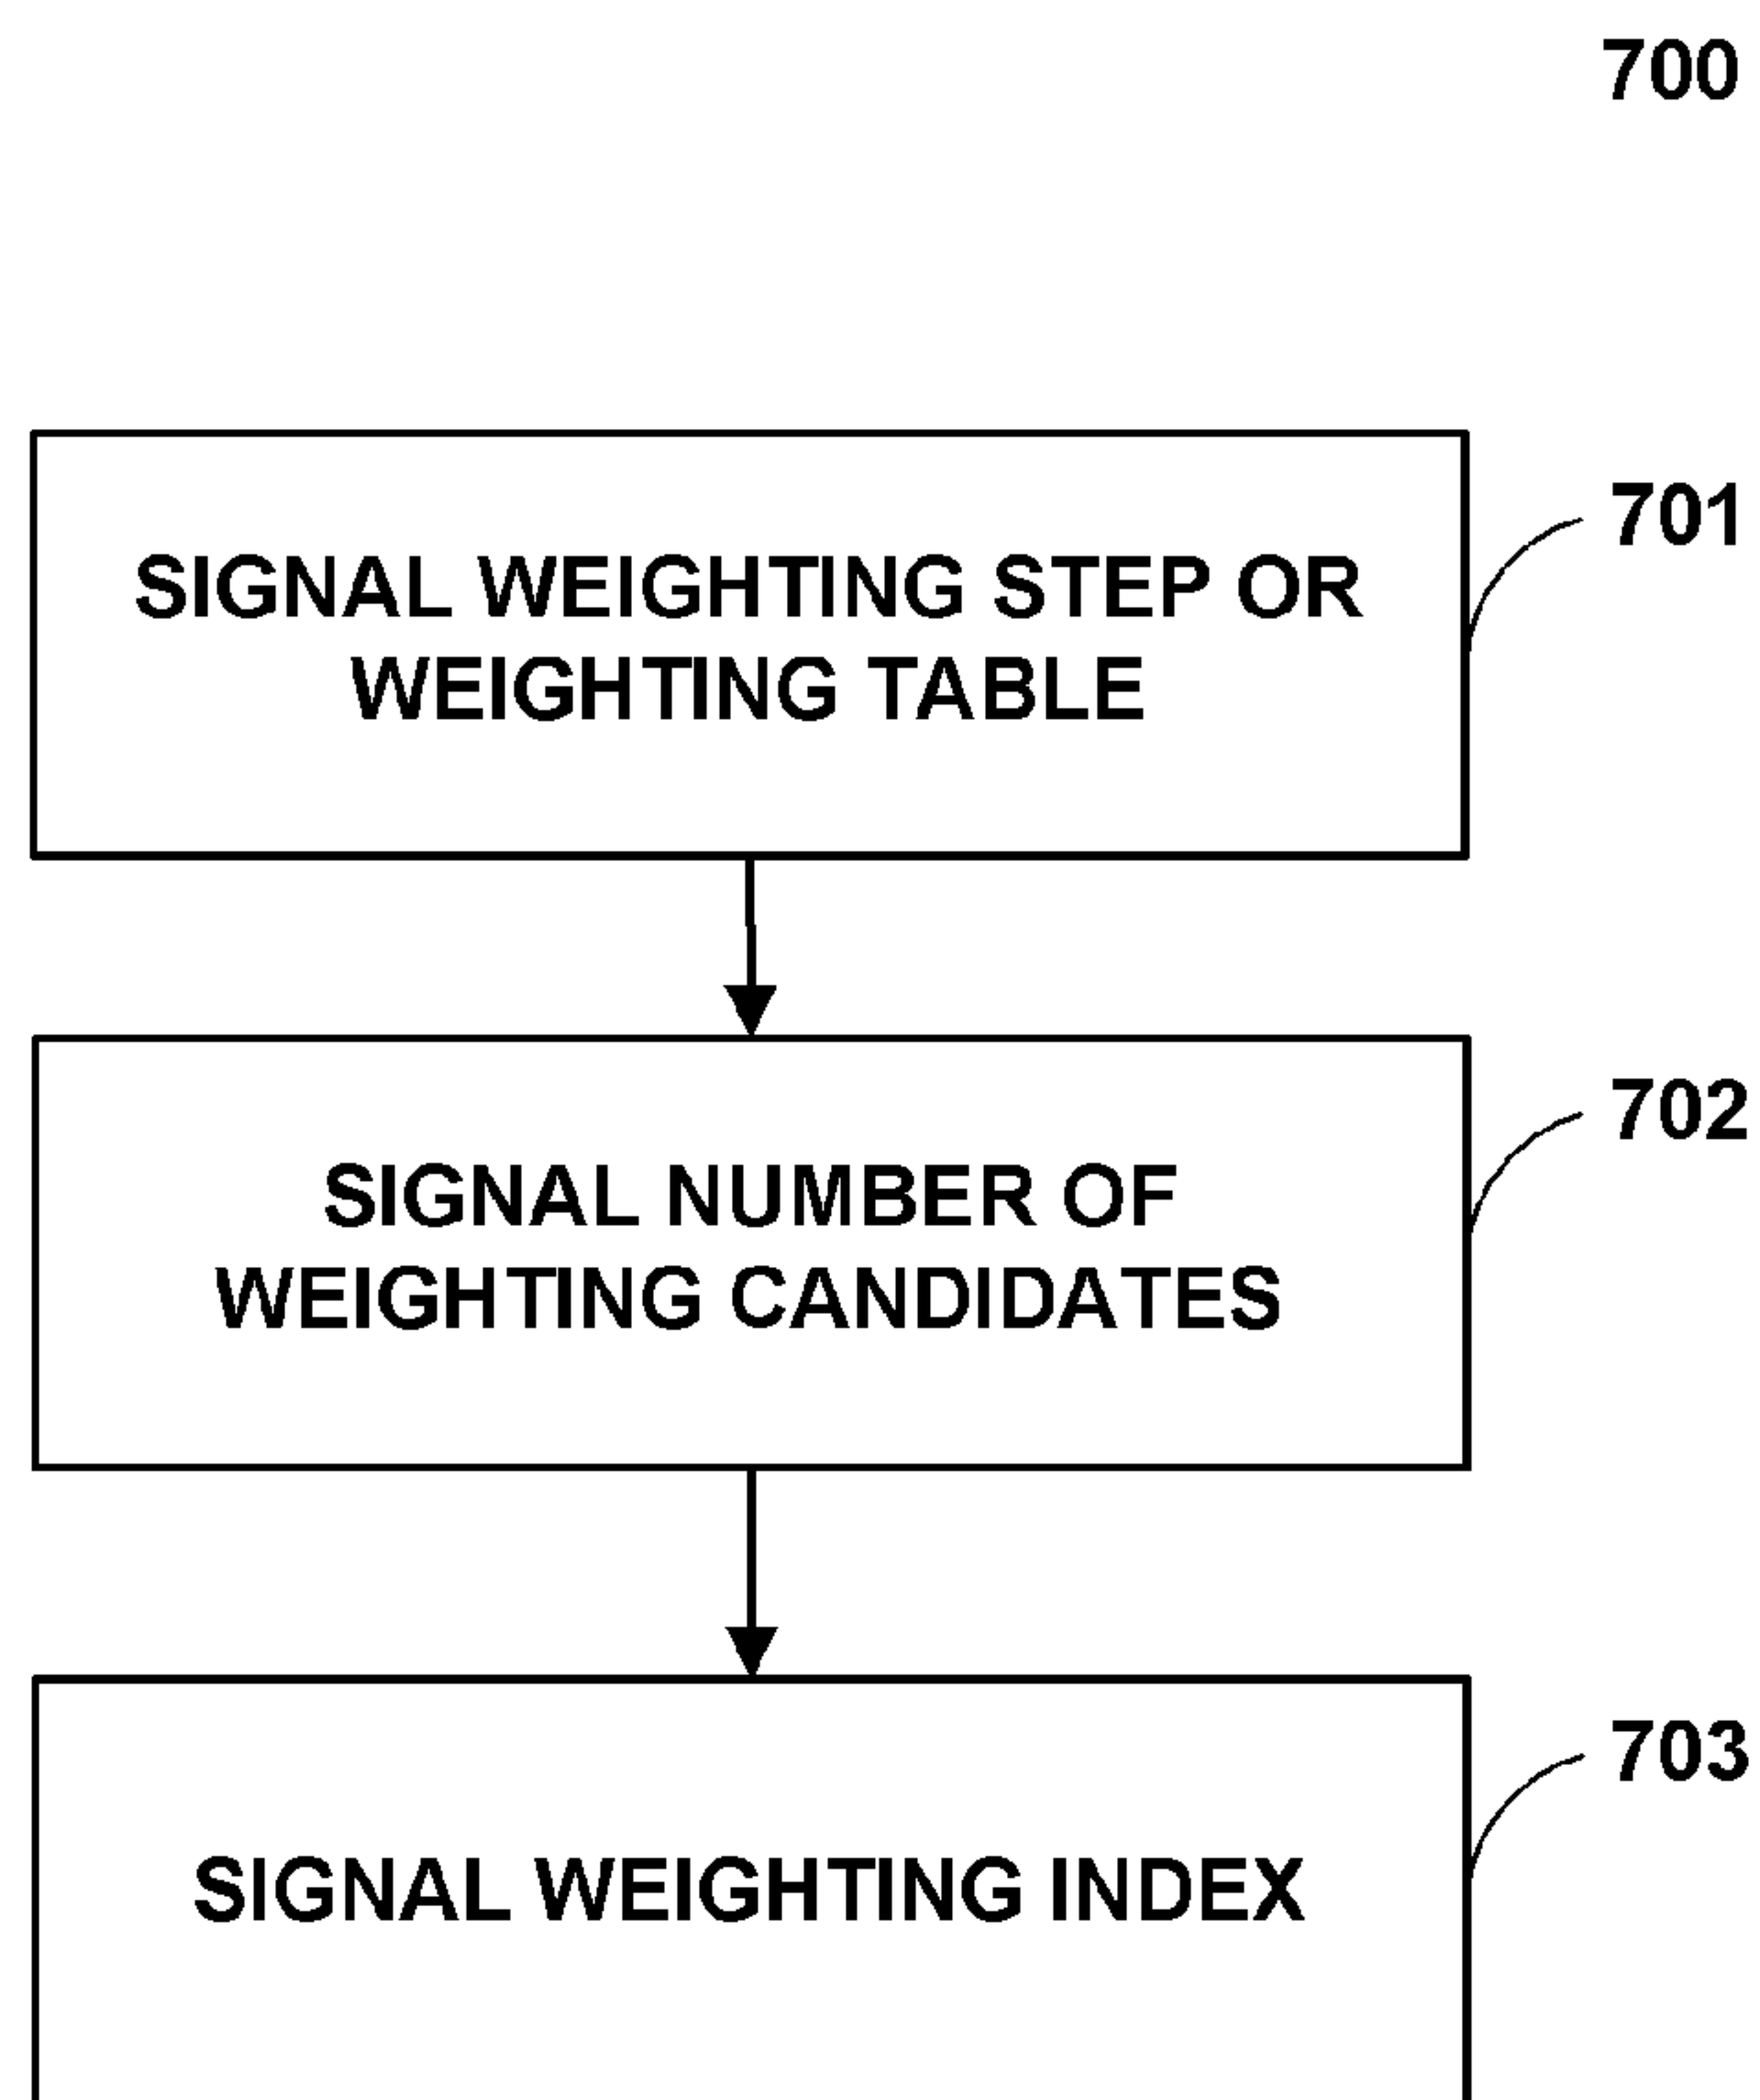 700
701
SIGNAL WEIGHTING STEP OR
WEIGHTING TABLE
702
SIGNAL NUMBER OF
WEIGHTING CANDIDATES
703
SIGNAL WEIGHTING INDEX